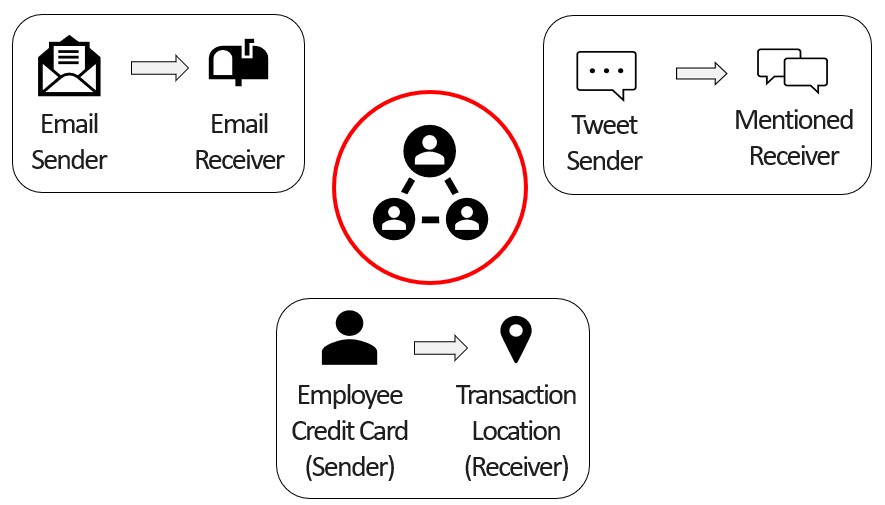 Email
Sender
Email
Receiver
Tweet
Sender
Mentioned
Receiver
Employee
Credit Card
(Sender)
Transaction
Location
(Receiver)